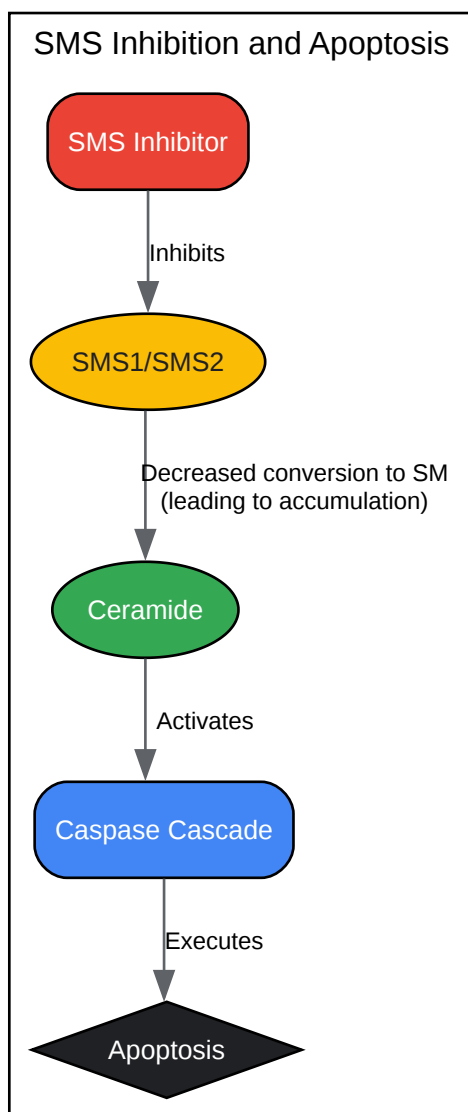 SMS Inhibition and Apoptosis
SMS Inhibitor
Inhibits
SMS1/SMS2
Decreased conversion to SM
(leading to accumulation)
Ceramide
Activates
Caspase Cascade
Executes
Apoptosis